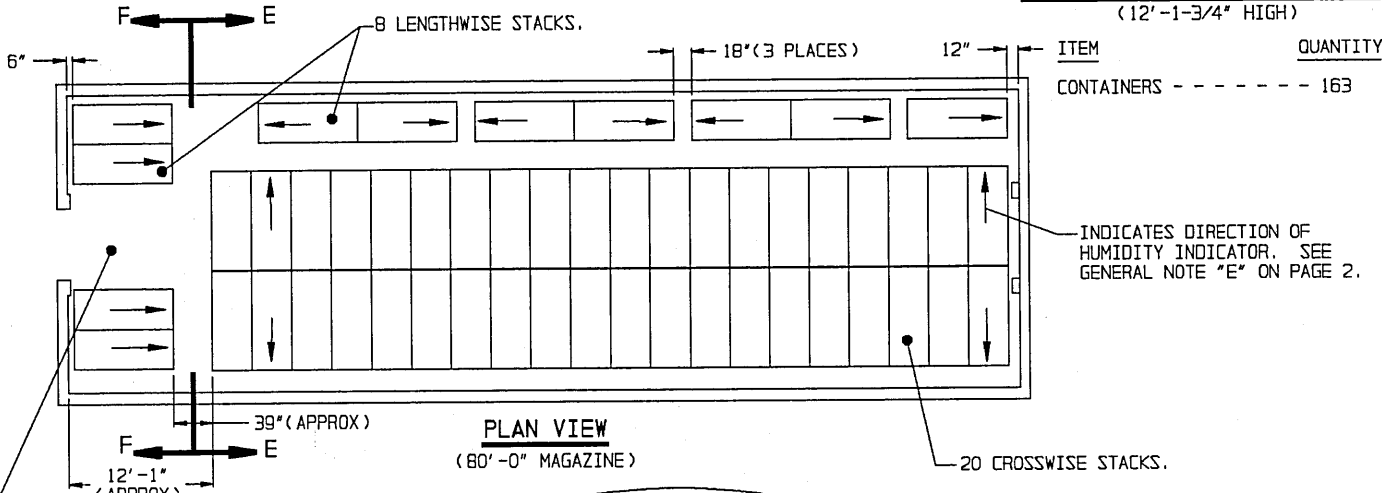 F E
8 LENGTHWISE STACKS.
(12'-1-3/4" HIGH)
6"
18"(3 PLACES)
12"
ITEM QUANTITY
CONTAINERS - - - - - - - 163
INDICATES DIRECTION OF
HUMIDITY INDICATOR. SEE
GENERAL NOTE "E" ON PAGE 2.
39"(APPROX)
F E
PLAN VIEW
(80'-0" MAGAZINE)
20 CROSSWISE STACKS.
12'-1"
(APPROX)